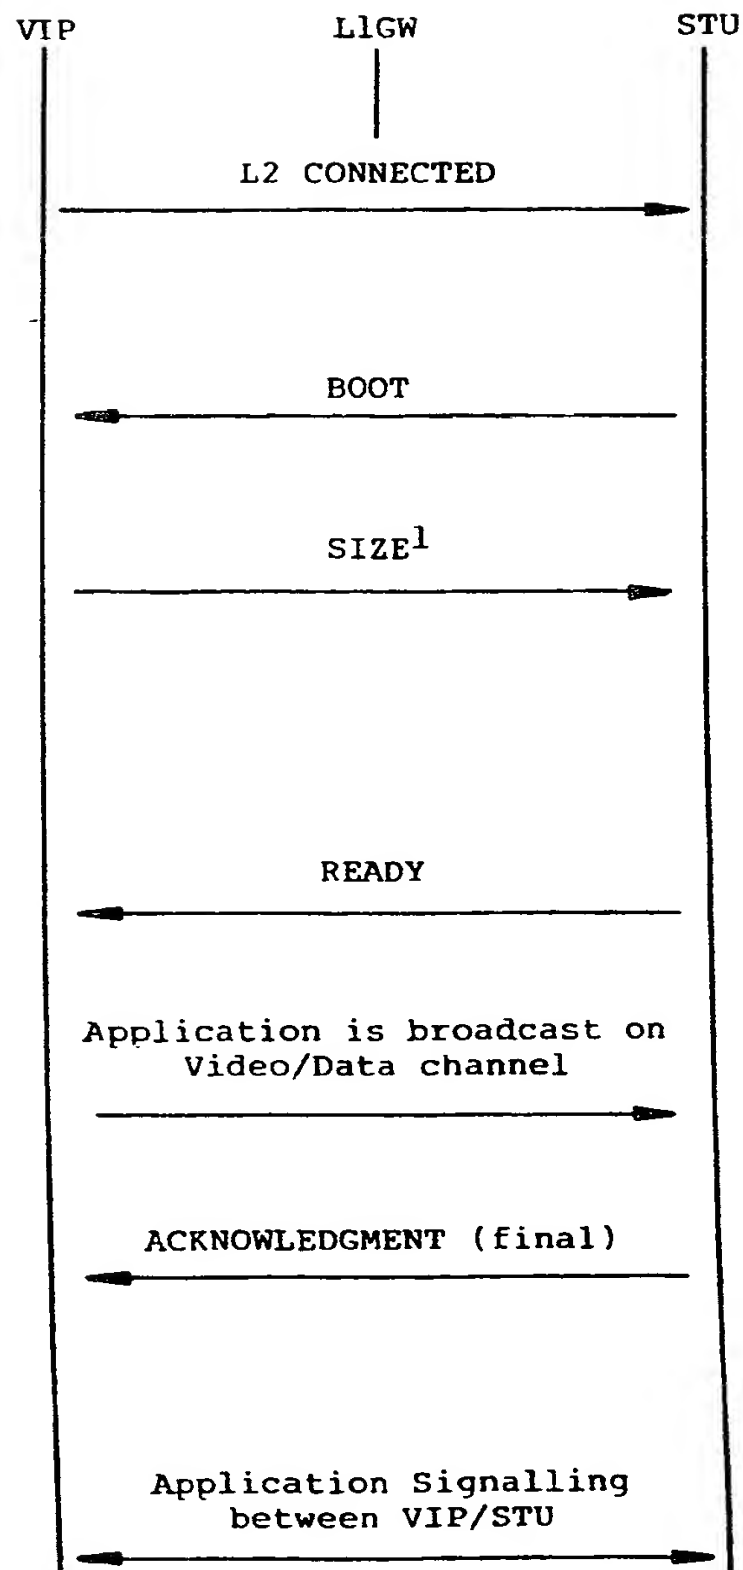 VIP L1GW STU
L2 CONNECTED
BOOT
SIZE1
READY
Application is broadcast on
Video/Data channel
ACKNOWLEDGMENT (final)
Application Signalling
between VIP/STU